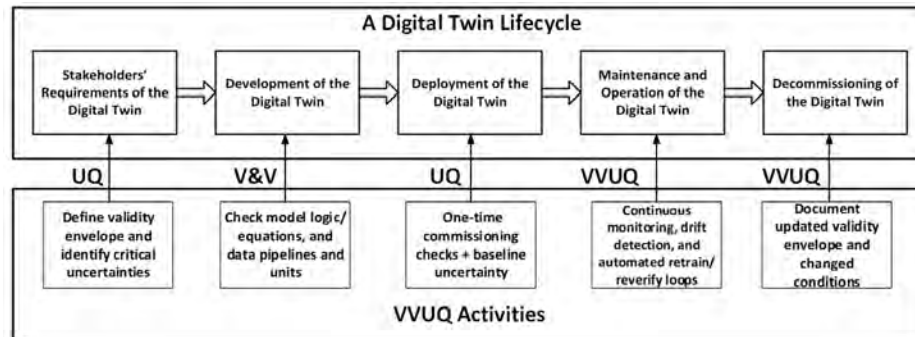 A Digital Twin Lifecycle
Stakeholders'
Requirements of the
Digital Twin
Development of the
Digital Twin
Deployment of the
Digital Twin
Maintenance and
Operation of the
Digital Twin
Decommissioning
of the Digital Twin
UQ
V&V
UQ
VVUQ
VVUQ
Define validity
envelope and
identify critical
uncertainties
Check model logic/
equations, and
data pipelines and
units
One-time
commissioning
checks + baseline
uncertainty
Continuous
monitoring, drift
detection, and
automated retrain/
reverify loops
Document
updated validity
envelope and
changed
conditions
VVUQ Activities